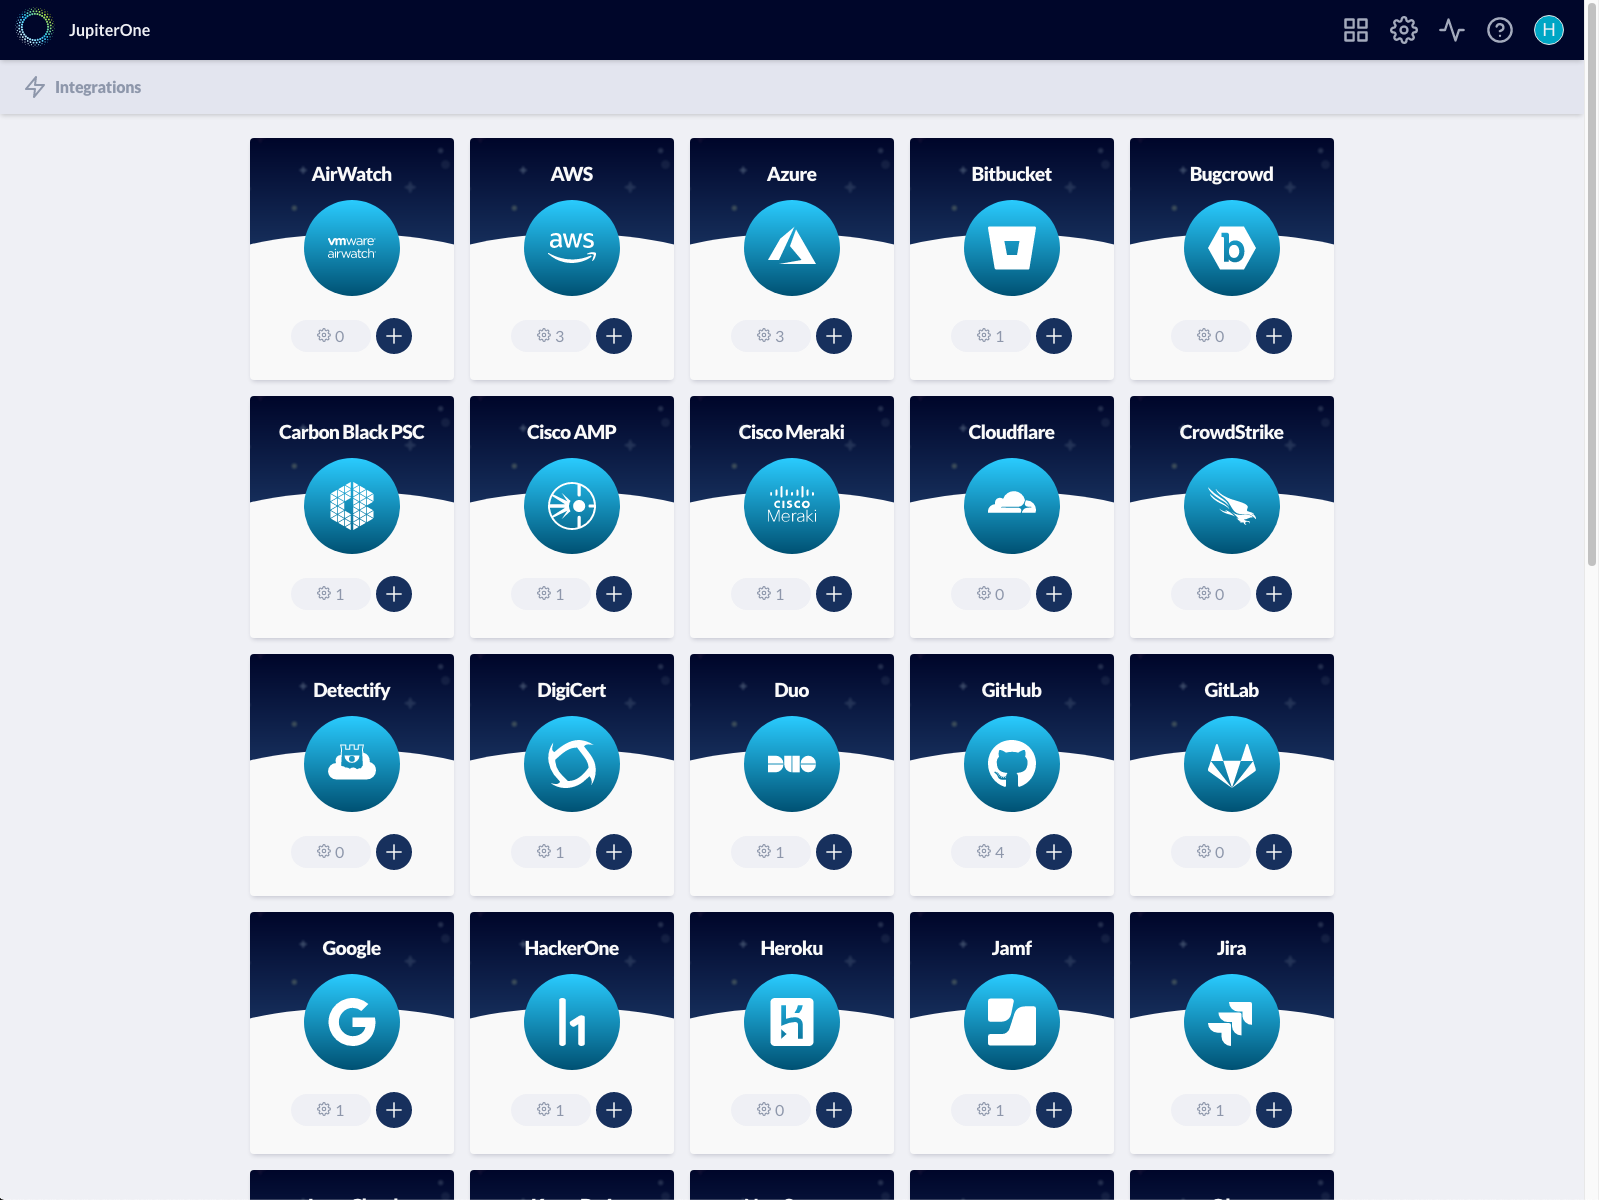 JupiterOne
H
Integrations
AirWatch
AWS
Azure
Bitbucket
Bugcrowd
vmware
airwatch
aws
b
0
3
3
1
0
Carbon Black PSC
Cisco AMP
Cisco Meraki
Cloudflare
CrowdStrike
CISCO
Meraki
1
1
1
0
0
Detectify
DigiCert
Duo
GitHub
GitLab
DUO
0
1
1
4
0
Google
HackerOne
Heroku
Jamf
Jira
G
h1
h
1
1
0
1
1